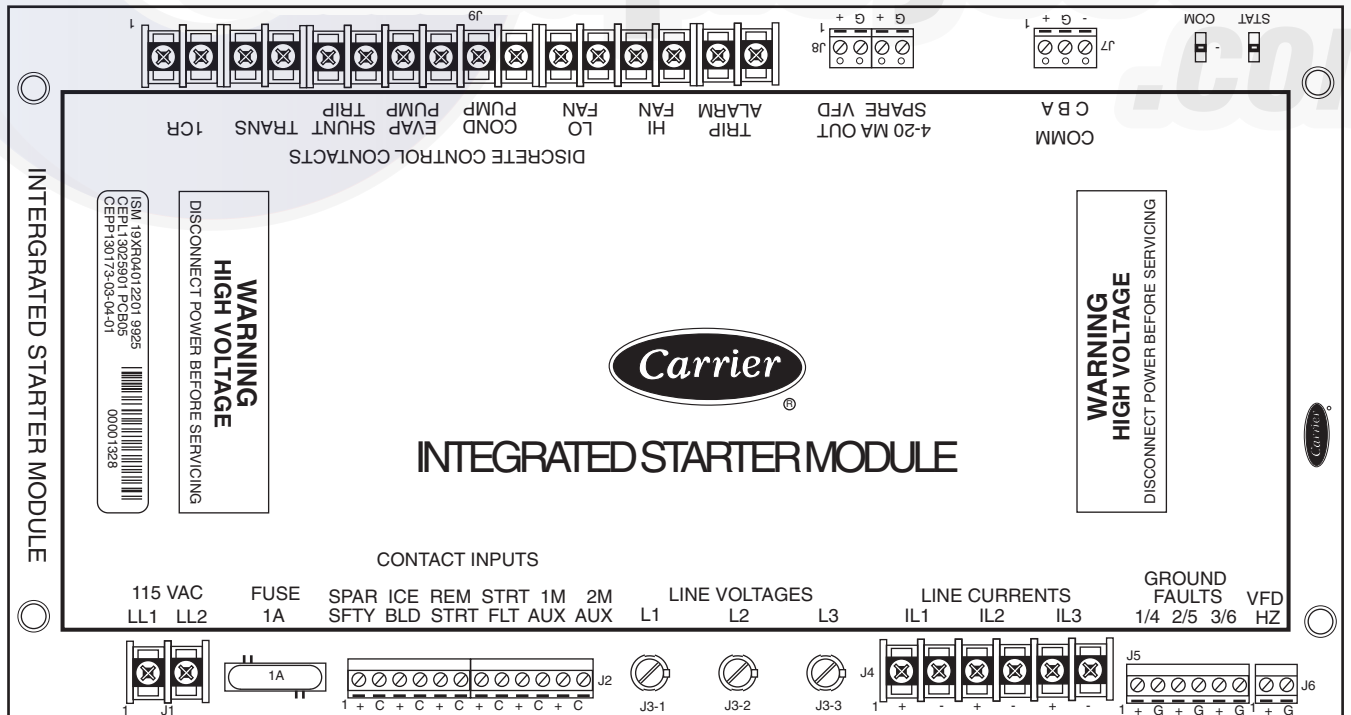 J9
1
1CR
TRANS
SHUNT TRIP
EVAP PUMP
COND PUMP
LO FAN
HI FAN
TRIP ALARM
DISCRETE CONTROL CONTACTS
+ G + G
1
J8
4-20 MA OUT
SPARE VFD
+ G -
1
J7
C B A
COMM
COM
-
STAT
.COM
INTERGRATED STARTER MODULE
ISM 19XR04012201 9925
CEPL13025901 PCB05
CEPP130173-03-04-01
00001328
WARNING
HIGH VOLTAGE
DISCONNECT POWER BEFORE SERVICING
Carrier
®
INTEGRATED STARTER MODULE
WARNING
HIGH VOLTAGE
DISCONNECT POWER BEFORE SERVICING
Carrier
CONTACT INPUTS
115 VAC
LL1 LL2
FUSE
1A
SPAR ICE REM STRT 1M 2M
SFTY BLD STRT FLT AUX AUX
LINE VOLTAGES
L1 L2 L3
LINE CURRENTS
IL1 IL2 IL3
GROUND
FAULTS
1/4 2/5 3/6
VFD
HZ
1 J1
1A
J2
1 + C + C + C + C + C + C
J3-1 J3-2 J3-3
J4
1 + - + - + -
J5
1 + G + G + G
J6
1 + G